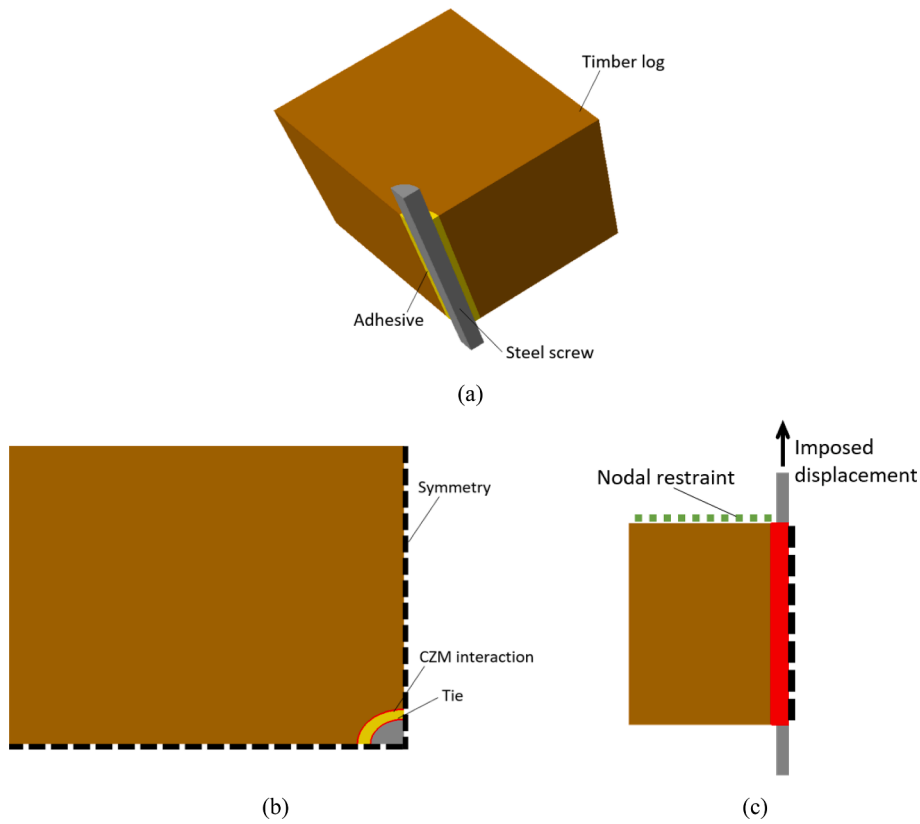 Timber log
Adhesive
Steel screw
(a)
Symmetry
CZM interaction
Tie
(b)
Imposed
displacement
Nodal restraint
(c)